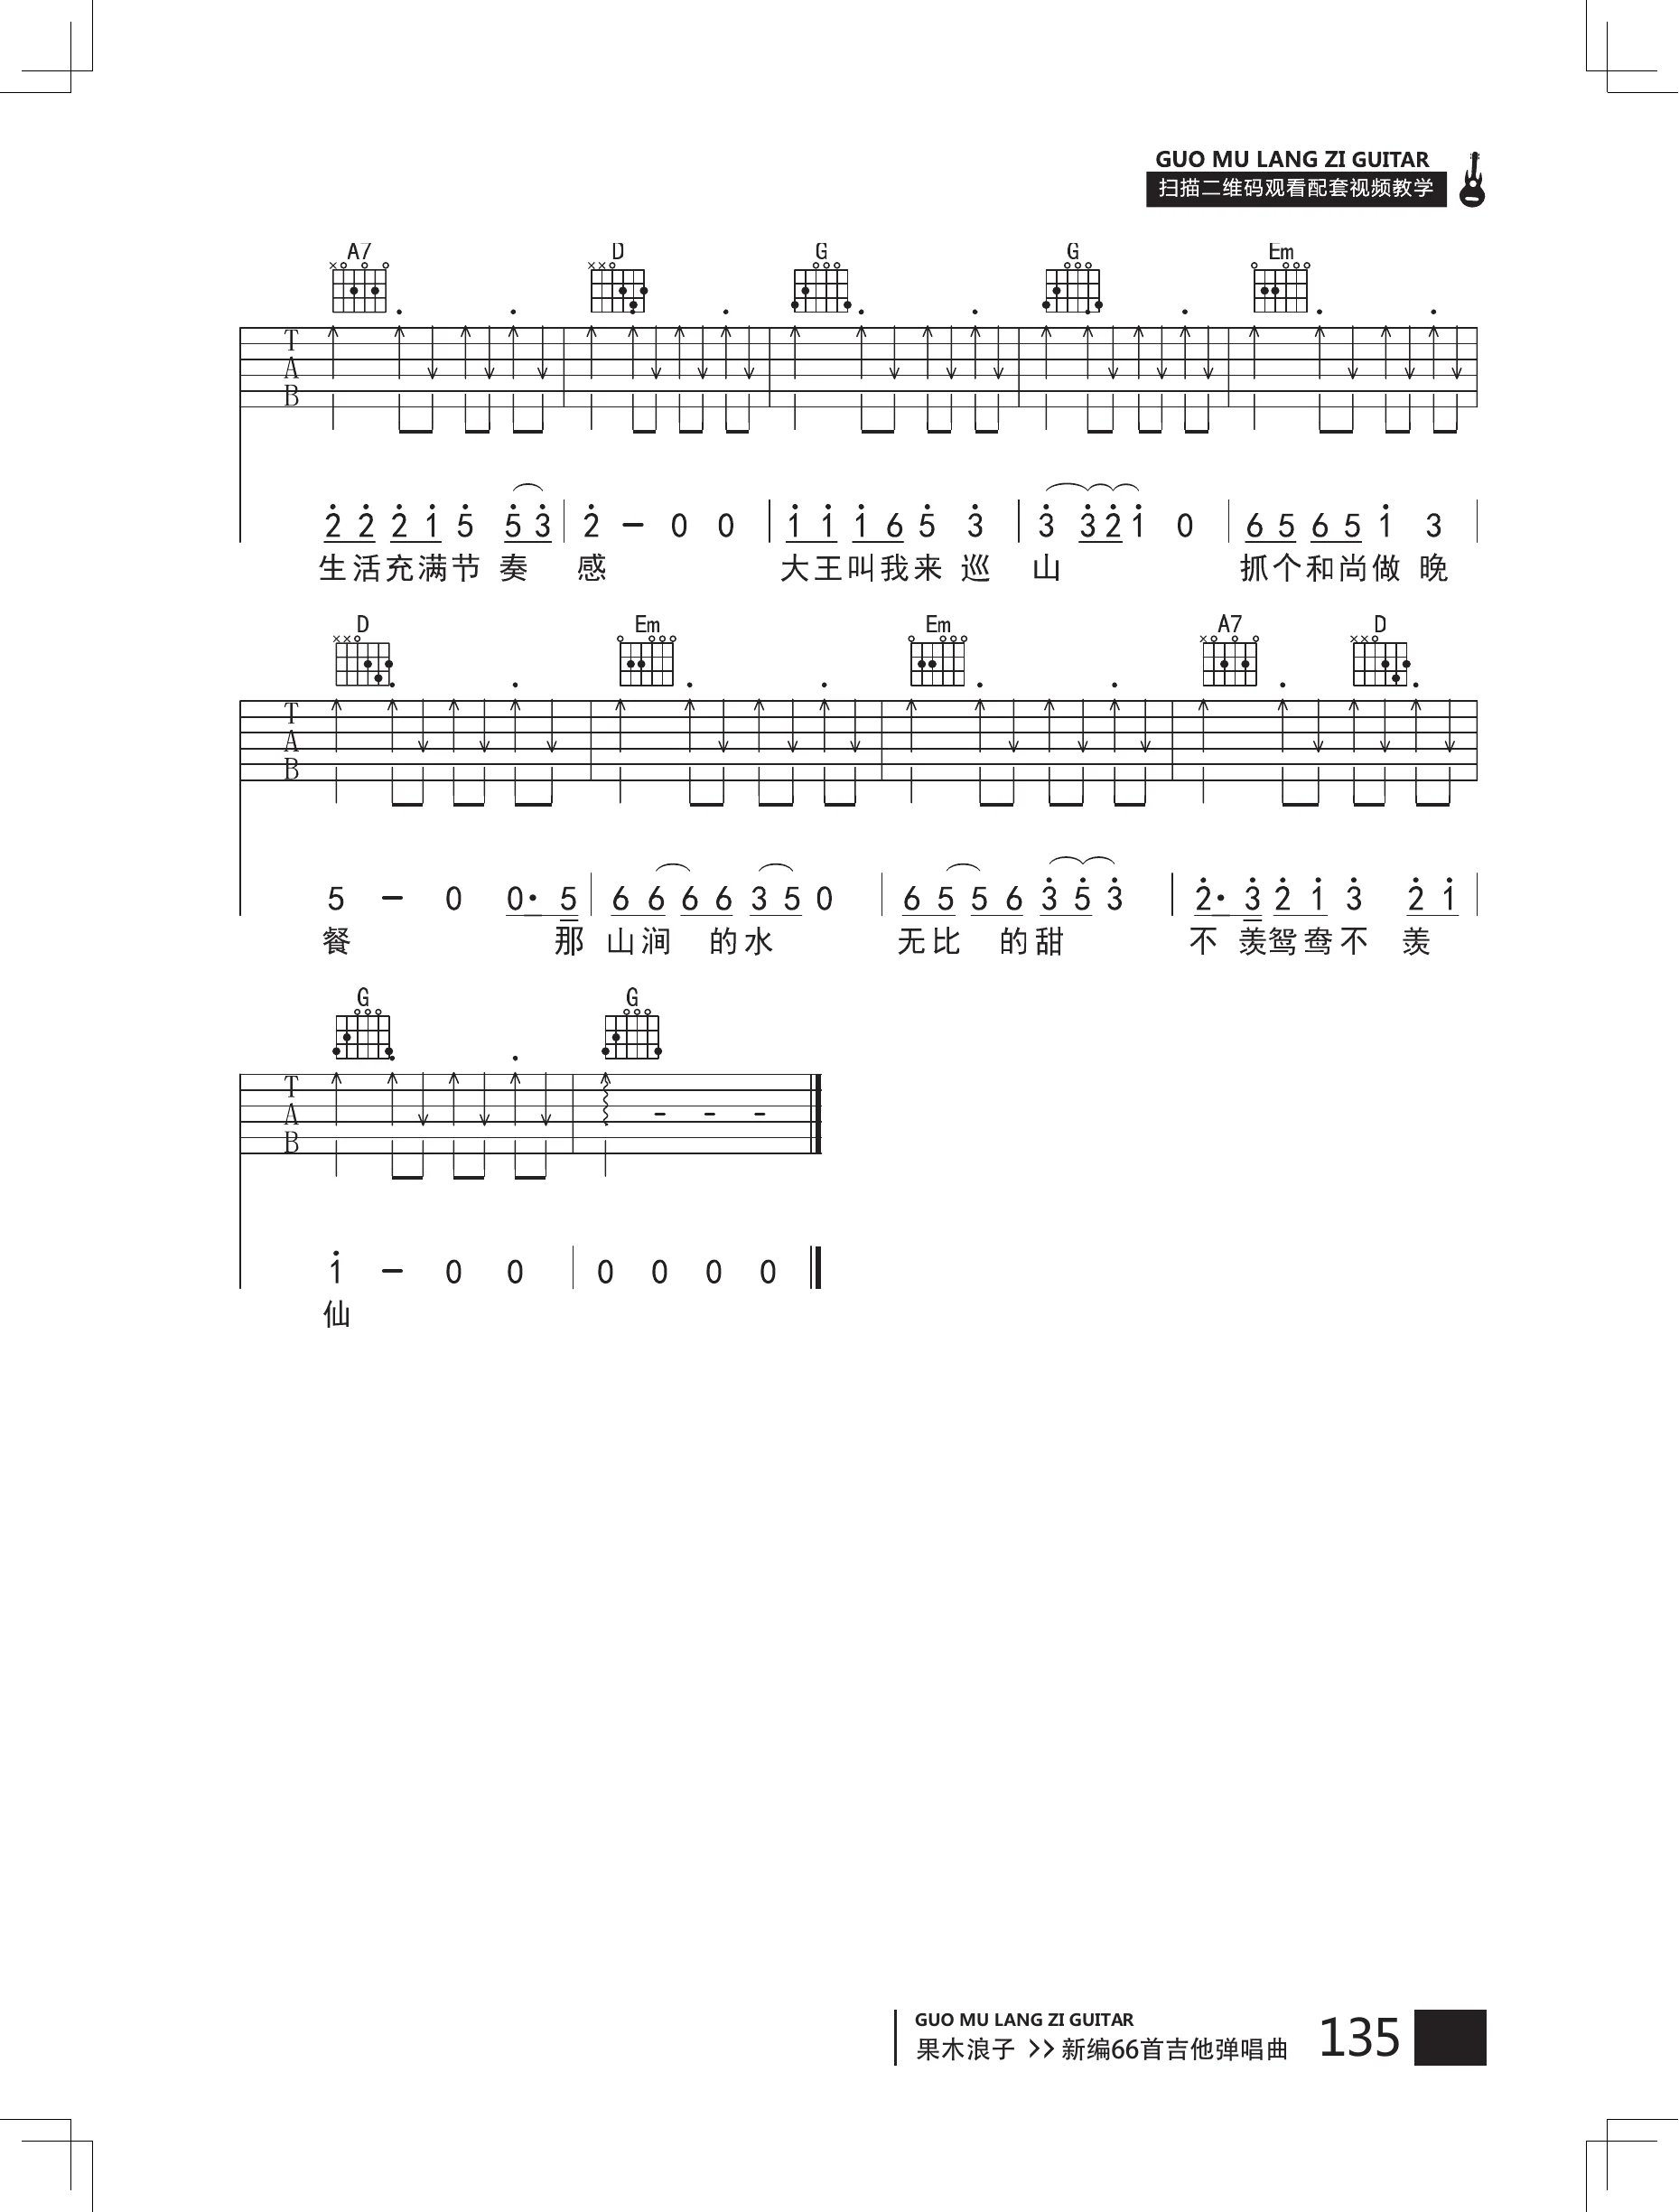 GUO MU LANG ZI GUITAR
扫描二维码观看配套视频教学
A7 D G G Em
T
A
B
2 2 2 1 5 5 3 2 – 0 0 1 1 1 6 5 3 3 3 2 1 0 6 5 6 5 1 3
生活充满节 奏 感 大王叫我来 巡 山 抓个和尚做 晚
D Em Em A7 D
T
A
B
5 – 0 0· 5 6 6 6 6 3 5 0 6 5 5 6 3 5 3 2· 3 2 1 3 2 1
餐 那 山涧 的水 无比 的甜 不 羡鸳鸯不 羡
G G
T
A
B
– – –
1 – 0 0 0 0 0 0
仙
GUO MU LANG ZI GUITAR
果木浪子 >> 新编66首吉他弹唱曲 135